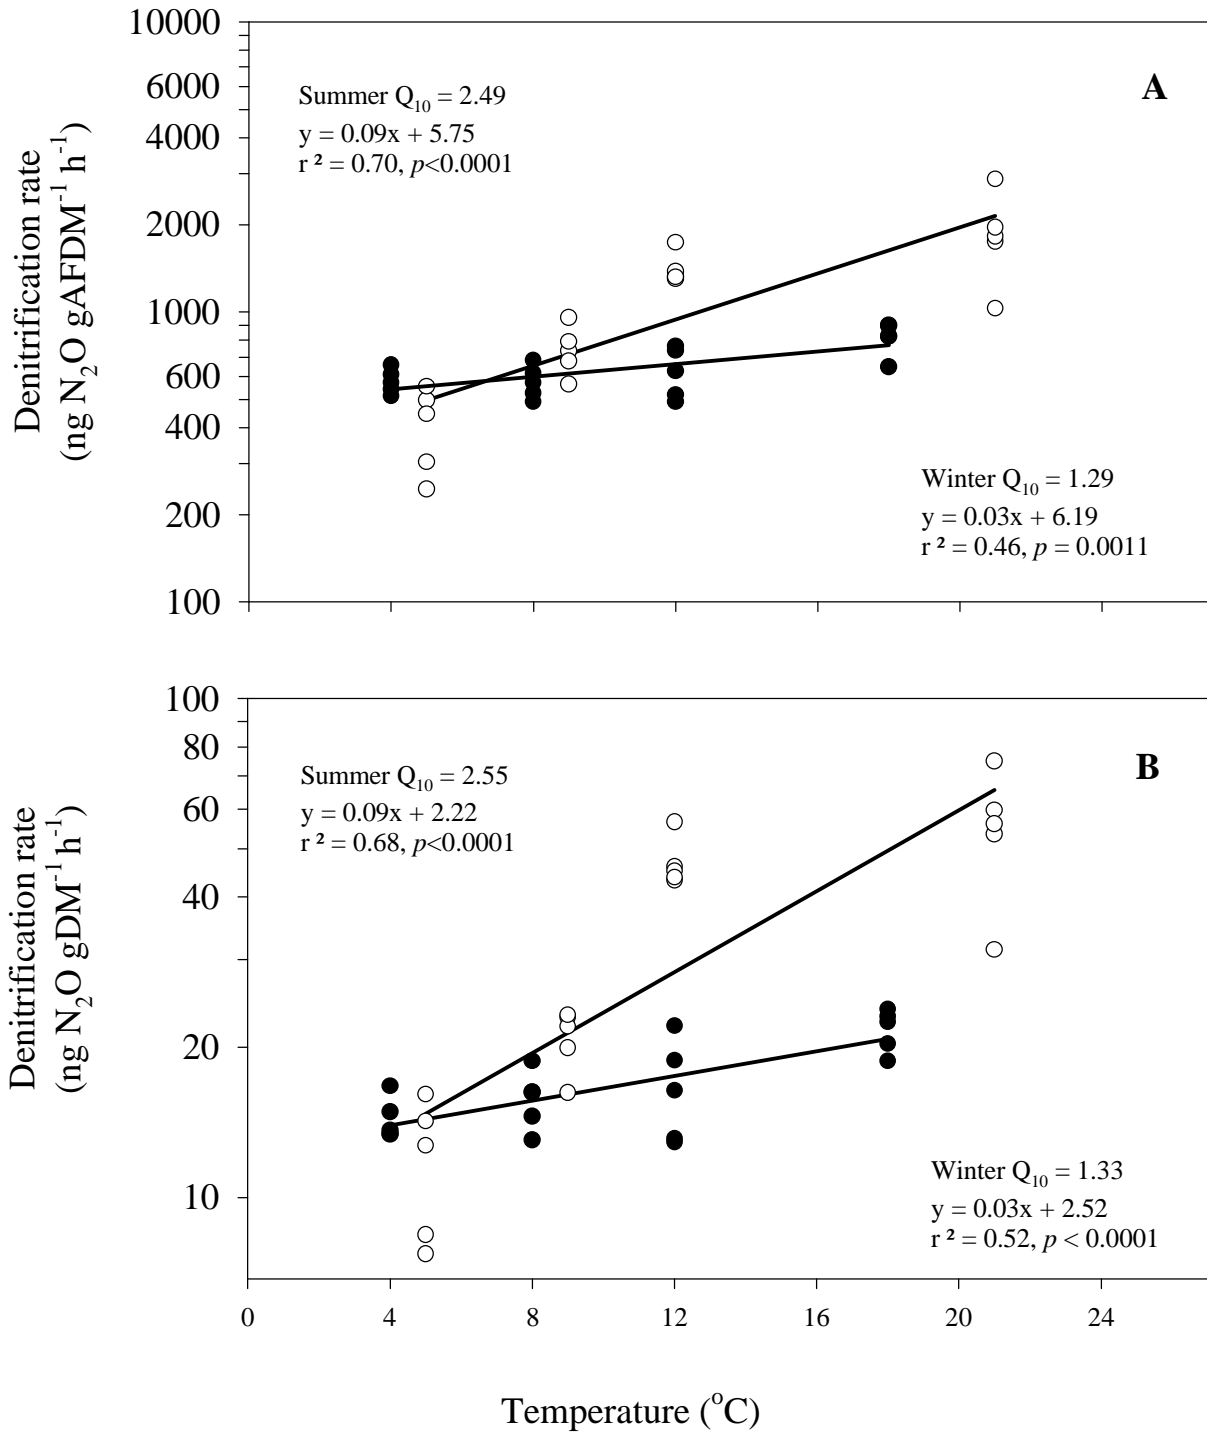 10000
6000
4000
2000
1000
600
400
200
100
Denitrification rate
(ng N₂O gAFDM⁻¹ h⁻¹)
A
Summer Q₁₀ = 2.49
y = 0.09x + 5.75
r ² = 0.70, p<0.0001
Winter Q₁₀ = 1.29
y = 0.03x + 6.19
r ² = 0.46, p = 0.0011
100
80
60
40
20
10
Denitrification rate
(ng N₂O gDM⁻¹ h⁻¹)
B
Summer Q₁₀ = 2.55
y = 0.09x + 2.22
r ² = 0.68, p<0.0001
Winter Q₁₀ = 1.33
y = 0.03x + 2.52
r ² = 0.52, p < 0.0001
0 4 8 12 16 20 24
Temperature (°C)